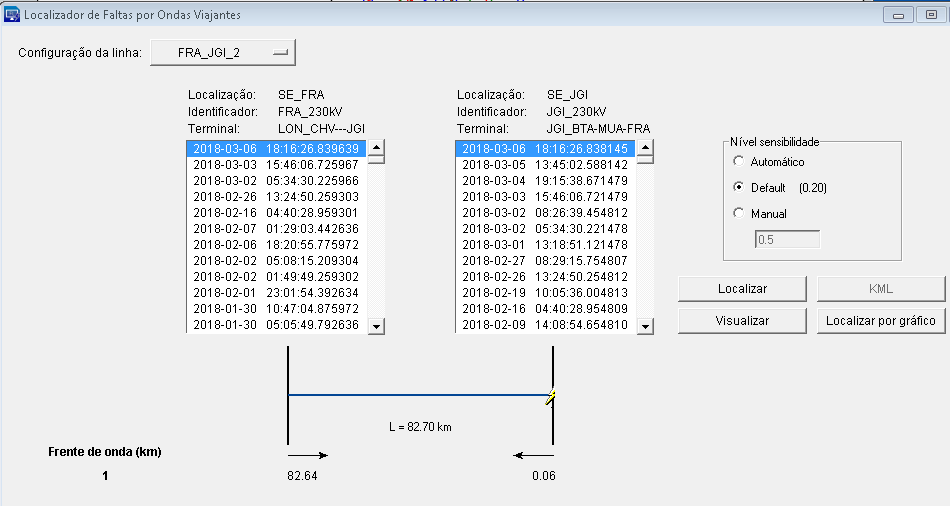 Localizador de Faltas por Ondas Viajantes
Configuração da linha: FRA_JGI_2
Localização: SE_FRA
Identificador: FRA_230kV
Terminal: LON_CHV---JGI
2018-03-06 18:16:26.839639
2018-03-03 15:46:06.725967
2018-03-02 05:34:30.225966
2018-02-26 13:24:50.259303
2018-02-16 04:40:28.959301
2018-02-07 01:29:03.442636
2018-02-06 18:20:55.775972
2018-02-02 05:08:15.209304
2018-02-02 01:49:49.259302
2018-02-01 23:01:54.392634
2018-01-30 10:47:04.875972
2018-01-30 05:05:49.792636
Localização: SE_JGI
Identificador: JGI_230kV
Terminal: JGI_BTA-MUA-FRA
2018-03-06 18:16:26.838145
2018-03-05 13:45:02.588142
2018-03-04 19:15:38.671479
2018-03-03 15:46:06.721479
2018-03-02 08:26:39.454812
2018-03-02 05:34:30.221478
2018-03-01 13:18:51.121478
2018-02-27 08:29:15.754807
2018-02-26 13:24:50.254812
2018-02-19 10:05:36.004813
2018-02-16 04:40:28.954809
2018-02-09 14:08:54.654810
Nível sensibilidade
Automático
Default (0.20)
Manual
0.5
Localizar
KML
Visualizar
Localizar por gráfico
L = 82.70 km
Frente de onda (km)
1 82.64 0.06